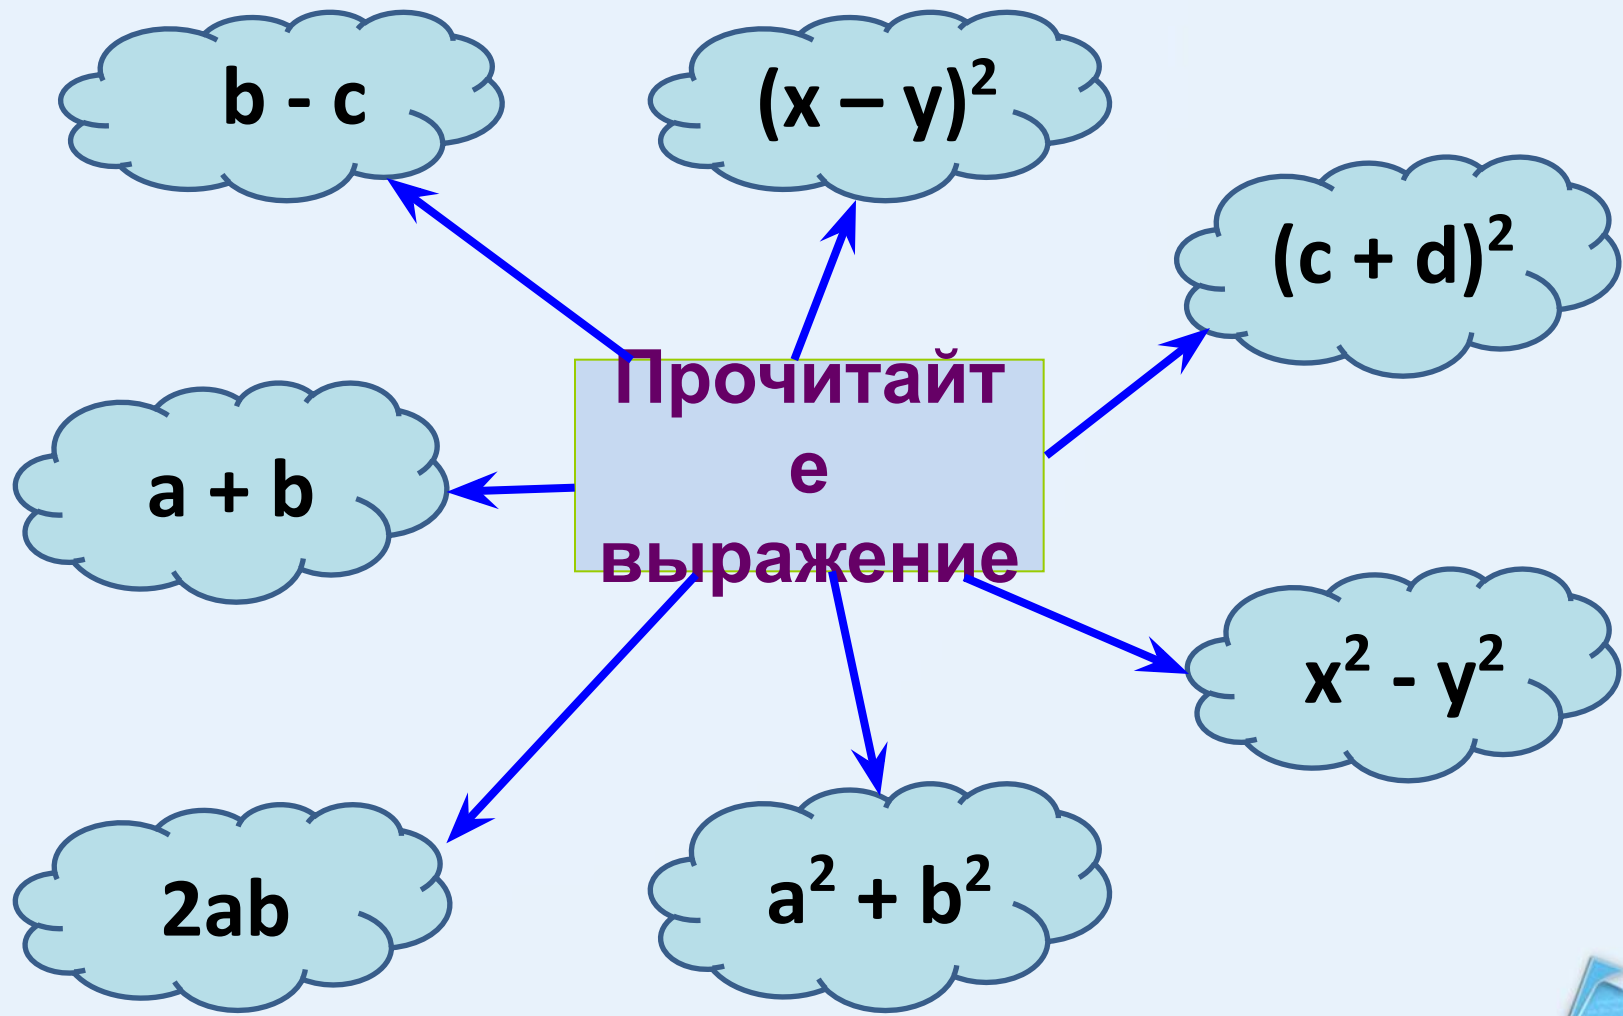 b - c
(x – y)²
(c + d)²
Прочитайт
е
выражение
a + b
x² - y²
2ab
a² + b²